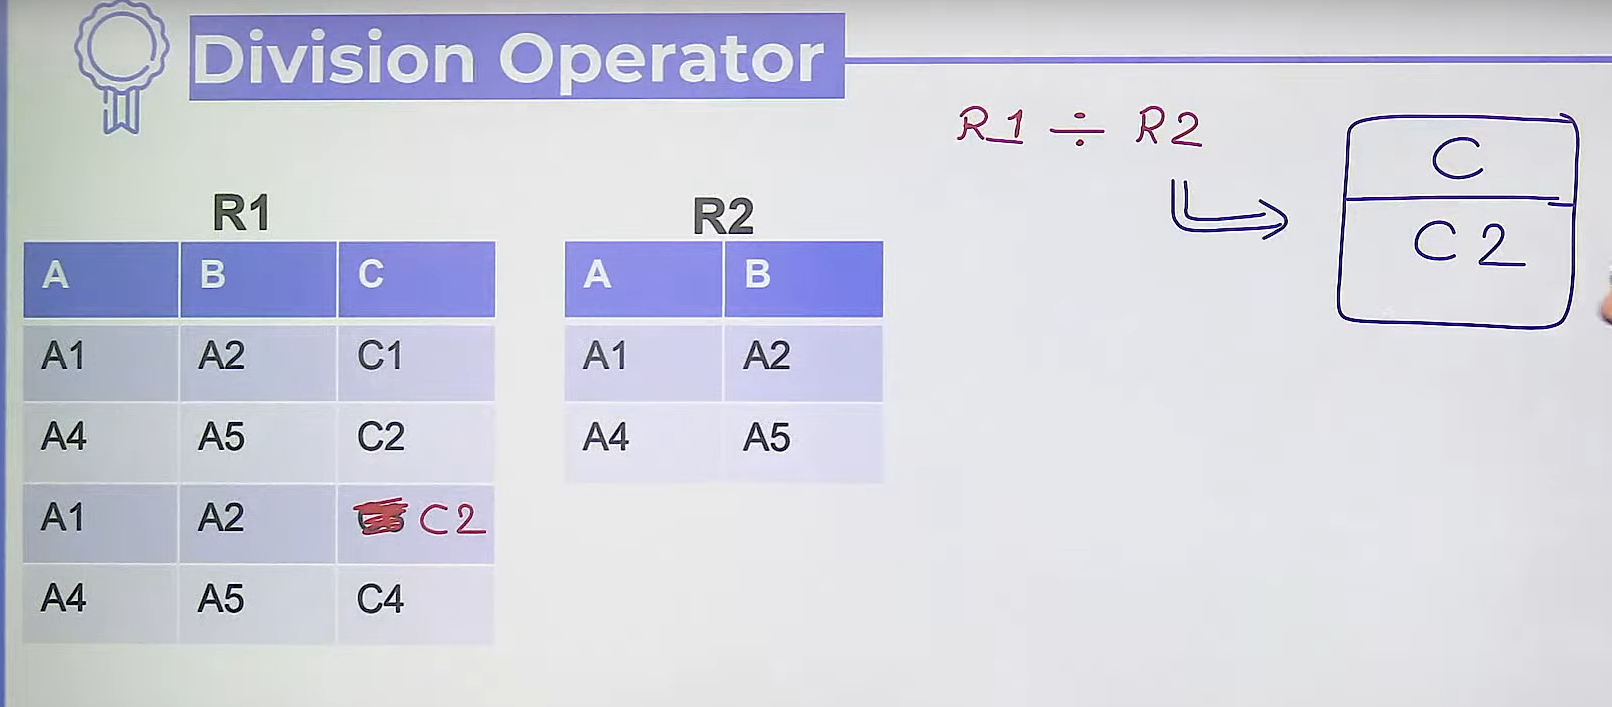 Division Operator
R1 ÷ R2
C
C2
R1
A B C
A1 A2 C1
A4 A5 C2
A1 A2 C2
A4 A5 C4
R2
A B
A1 A2
A4 A5